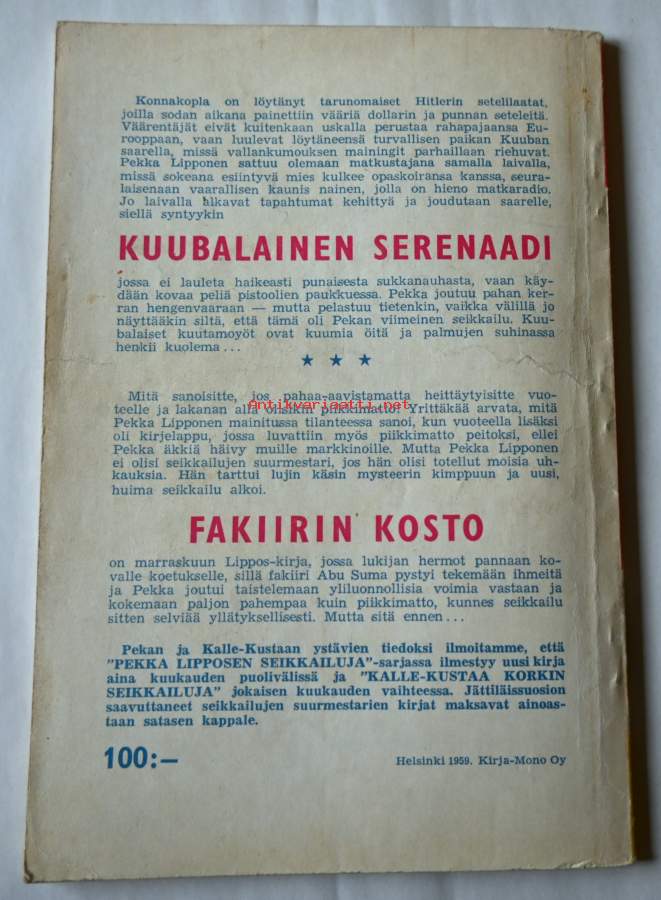 Konnakopla on löytänyt tarunomaiset Hitlerin setelilaatat,
joilla sodan aikana painettiin vääriä dollarin ja punnan seteleitä.
Väärentäjät eivät kuitenkaan uskalla perustaa rahapajaansa Eu-
rooppaan, vaan luulevat löytäneensä turvallisen paikan Kuuban
saarella, missä vallankumouksen mainingit parhaillaan riehuvat.
Pekka Lipponen sattuu olemaan matkustajana samalla laivalla,
missä sokeana esiintyvä mies kulkee opaskoiransa kanssa, seura-
laisenaan vaarallisen kaunis nainen, jolla on hieno matkaradio.
Jo laivalla alkavat tapahtumat kehittyä ja joudutaan saarelle,
siellä syntyykin
KUUBALAINEN SERENAADI
jossa ei lauleta haikeasti punaisesta sukkanauhasta, vaan käy-
dään kovaa peliä pistoolien paukkuessa. Pekka joutuu pahan ker-
ran hengenvaaraan — mutta pelastuu tietenkin, vaikka välillä jo
näyttääkin siltä, että tämä oli Pekan viimeinen seikkailu. Kuu-
balaiset kuutamoyöt ovat kuumia öitä ja palmujen suhinassa
henkii kuolema...
★ ★ ★
Mitä sanoisitte, jos pahaa-aavistamatta heittäytyisitte vuo-
teelle ja lakanan alla olisikin piikkimatto? Yrittäkää arvata, mitä
Antikvariaatti.net
Pekka Lipponen mainitussa tilanteessa sanoi, kun vuoteella lisäksi
oli kirjelappu, jossa luvattiin myös piikkimatto peitoksi, ellei
Pekka äkkiä häivy muille markkinoille. Mutta Pekka Lipponen
ei olisi seikkailujen suurmestari, jos hän olisi totellut moisia uh-
kauksia. Hän tarttui lujin käsin mysteerin kimppuun ja uusi,
huima seikkailu alkoi.
FAKIIRIN KOSTO
on marraskuun Lippos-kirja, jossa lukijan hermot pannaan ko-
valle koetukselle, sillä fakiiri Abu Suma pystyi tekemään ihmeitä
ja Pekka joutui taistelemaan yliluonnollisia voimia vastaan ja
kokemaan paljon pahempaa kuin piikkimatto, kunnes seikkailu
sitten selviää yllätyksellisesti. Mutta sitä ennen...
Pekan ja Kalle-Kustaan ystävien tiedoksi ilmoitamme, että
"PEKKA LIPPOSEN SEIKKAILUJA"-sarjassa ilmestyy uusi kirja
aina kuukauden puolivälissä ja "KALLE-KUSTAA KORKIN
SEIKKAILUJA" jokaisen kuukauden vaihteessa. Jättiläissuosion
saavuttaneet seikkailujen suurmestarien kirjat maksavat ainoas-
taan satasen kappale.
100:—
Helsinki 1959. Kirja-Mono Oy